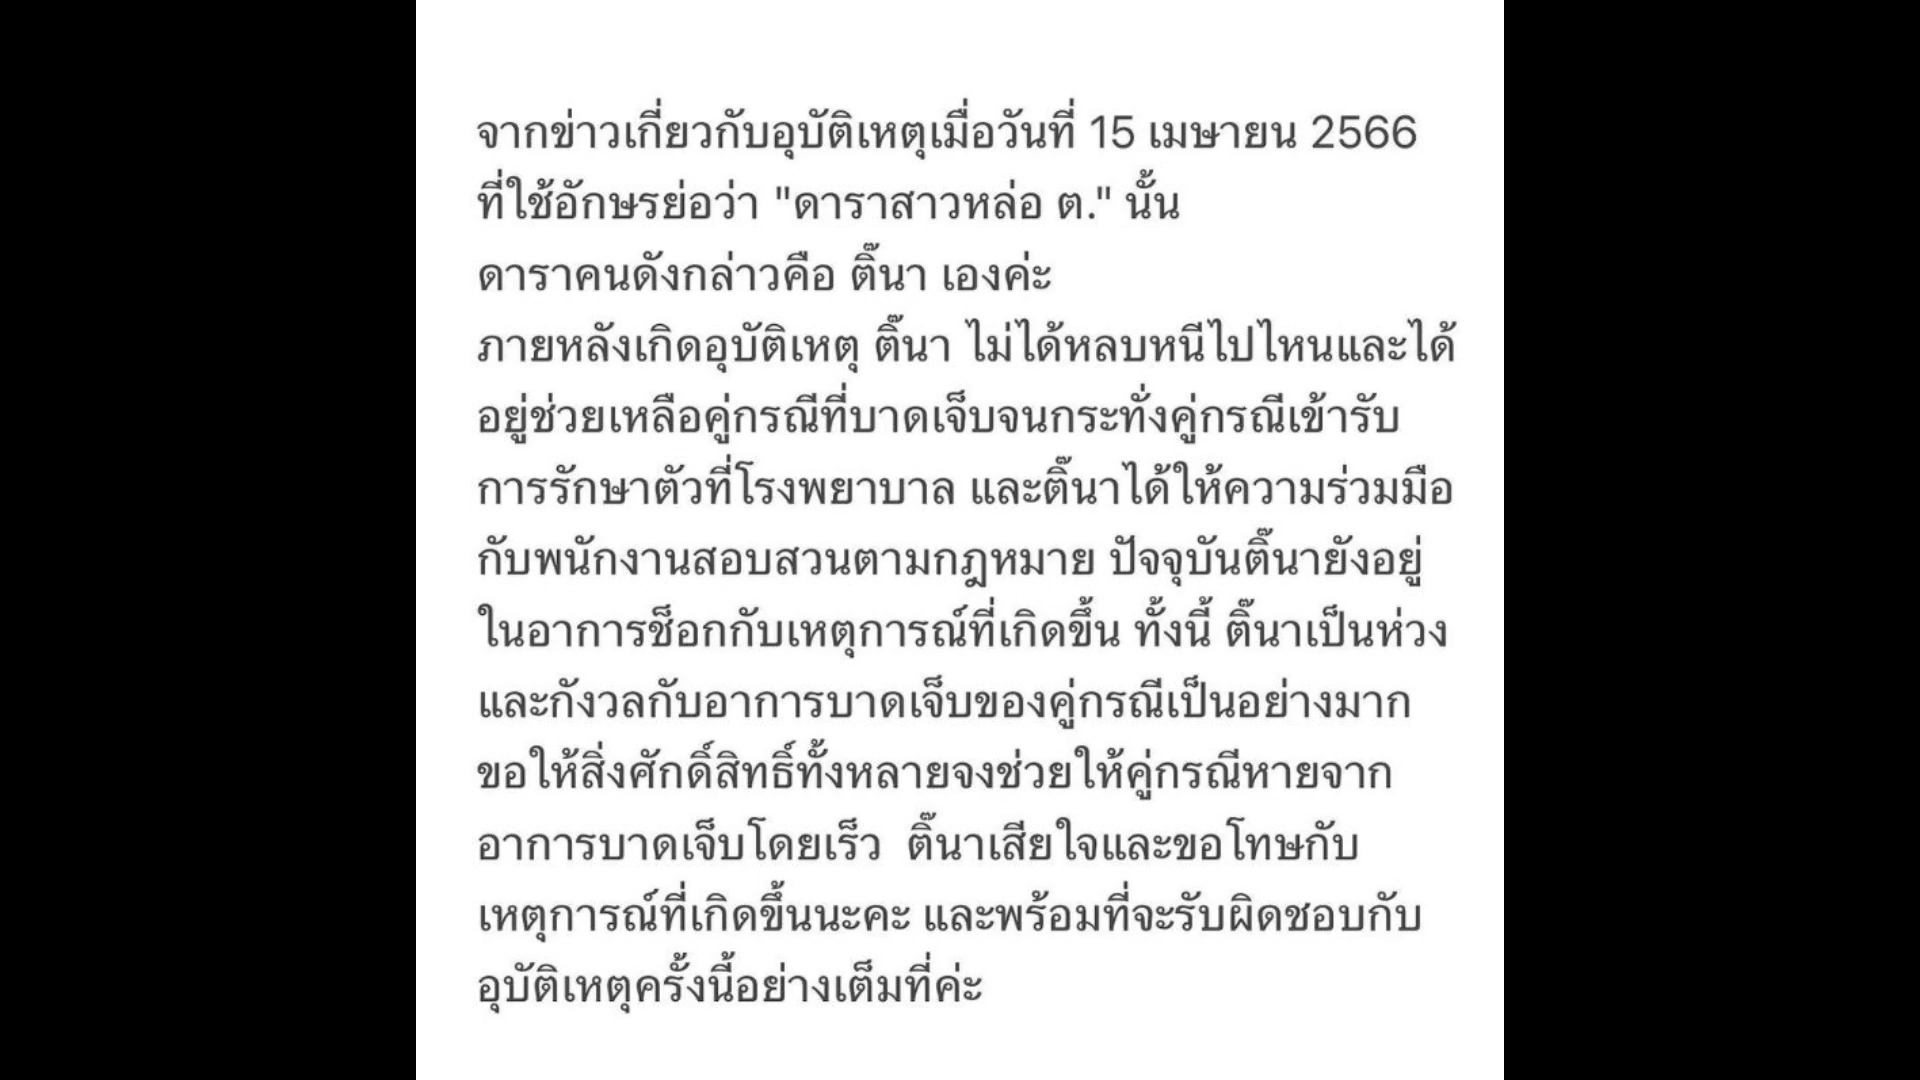 จากข่าวเกี่ยวกับอุบัติเหตุเมื่อวันที่ 15 เมษายน 2566
ที่ใช้อักษรย่อว่า "ดาราสาวหล่อ ต." นั้น
ดาราคนดังกล่าวคือ ติ๊นา เองค่ะ
ภายหลังเกิดอุบัติเหตุ ติ๊นา ไม่ได้หลบหนีไปไหนและได้
อยู่ช่วยเหลือคู่กรณีที่บาดเจ็บจนกระทั่งคู่กรณีเข้ารับ
การรักษาตัวที่โรงพยาบาล และติ๊นาได้ให้ความร่วมมือ
กับพนักงานสอบสวนตามกฎหมาย ปัจจุบันติ๊นายังอยู่
ในอาการช็อกกับเหตุการณ์ที่เกิดขึ้น ทั้งนี้ ติ๊นาเป็นห่วง
และกังวลกับอาการบาดเจ็บของคู่กรณีเป็นอย่างมาก
ขอให้สิ่งศักดิ์สิทธิ์ทั้งหลายจงช่วยให้คู่กรณีหายจาก
อาการบาดเจ็บโดยเร็ว  ติ๊นาเสียใจและขอโทษกับ
เหตุการณ์ที่เกิดขึ้นนะคะ และพร้อมที่จะรับผิดชอบกับ
อุบัติเหตุครั้งนี้อย่างเต็มที่ค่ะ